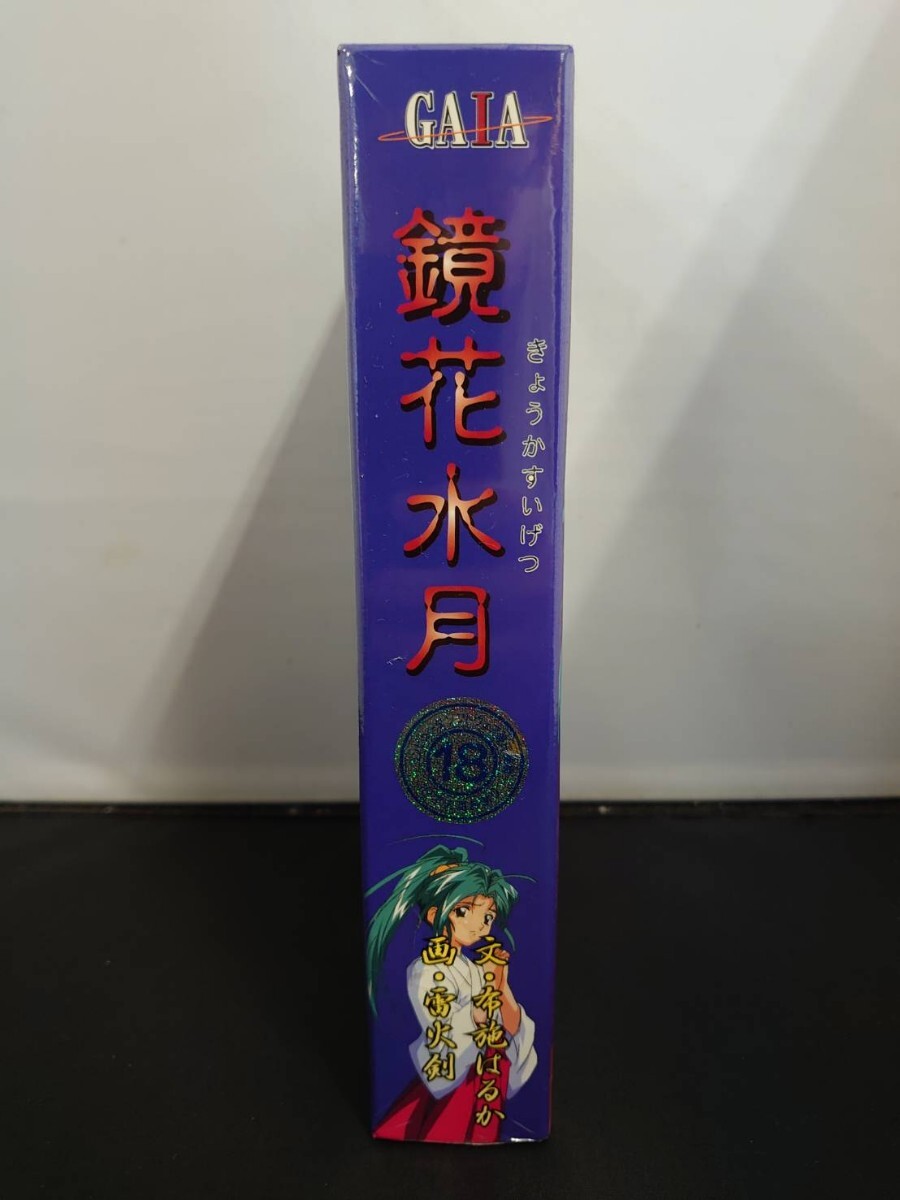 GAIA
鏡花水月
きょうかすいげつ
18
文・布施はるか
画・雷火剣